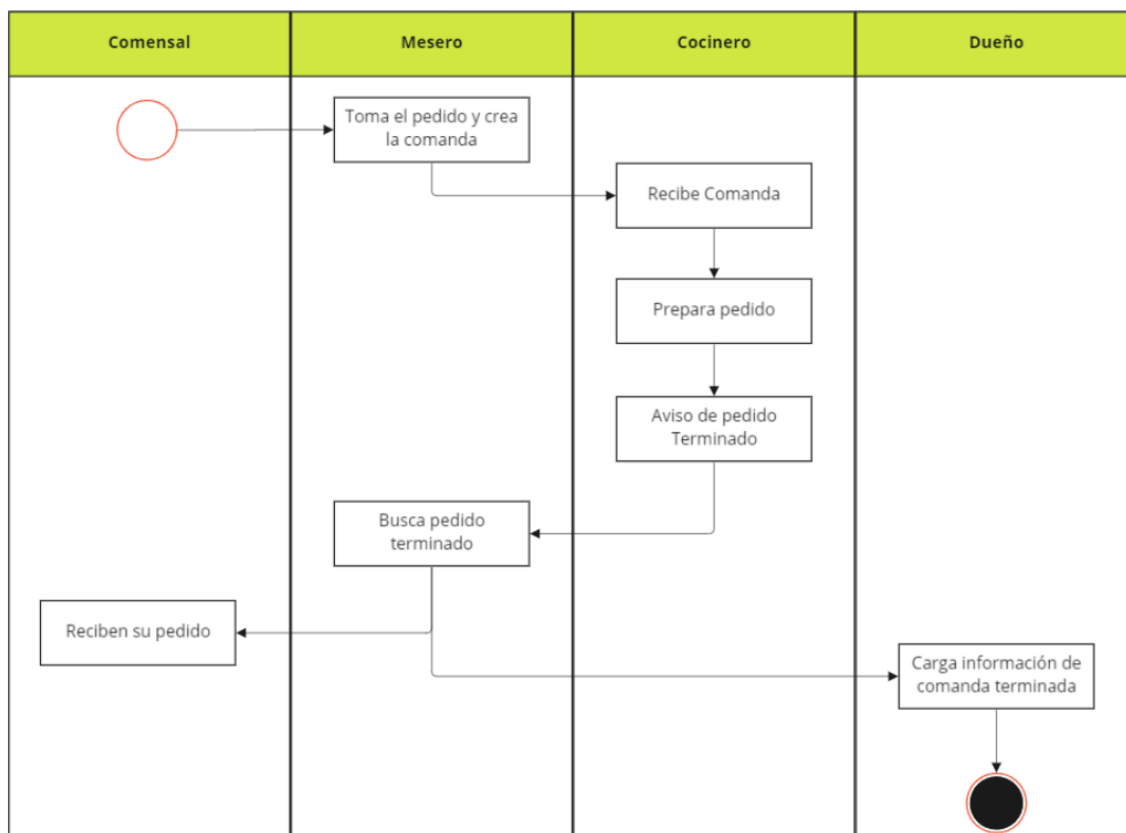 Comensal
Mesero
Cocinero
Dueño
Toma el pedido y crea
la comanda
Recibe Comanda
Prepara pedido
Aviso de pedido
Terminado
Busca pedido
terminado
Reciben su pedido
Carga información de
comanda terminada